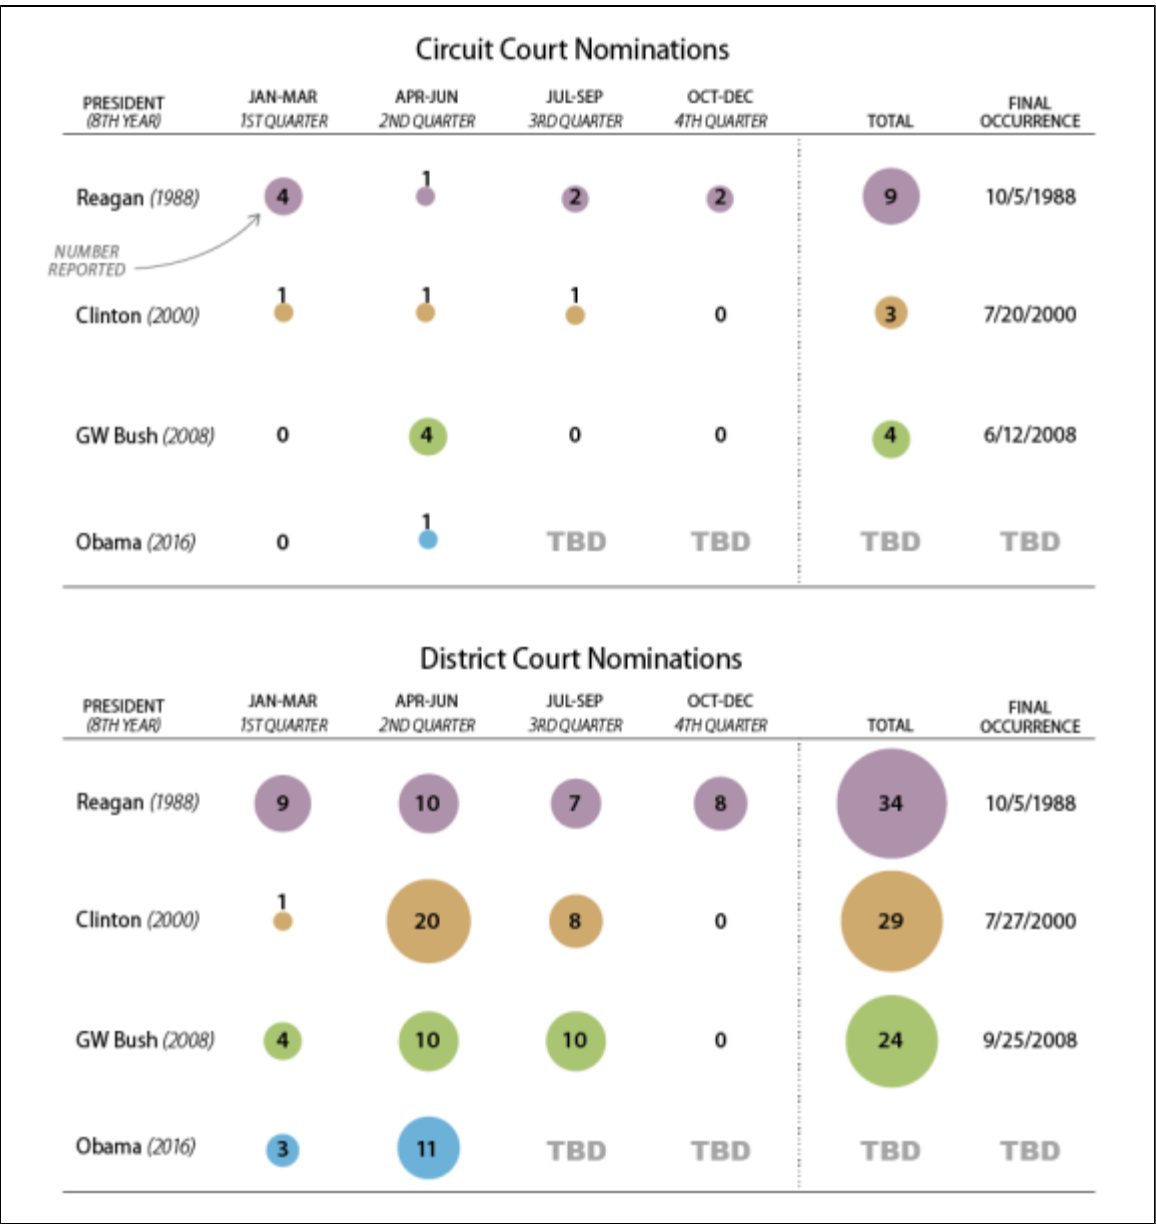 Circuit Court Nominations
PRESIDENT JAN-MAR APR-JUN JUL-SEP OCT-DEC FINAL
(8TH YEAR) 1ST QUARTER 2ND QUARTER 3RD QUARTER 4TH QUARTER TOTAL OCCURRENCE
Reagan (1988) 4 1 2 2 9 10/5/1988
NUMBER
REPORTED
Clinton (2000) 1 1 1 0 3 7/20/2000
GW Bush (2008) 0 4 0 0 4 6/12/2008
Obama (2016) 0 1 TBD TBD TBD TBD
District Court Nominations
PRESIDENT JAN-MAR APR-JUN JUL-SEP OCT-DEC FINAL
(8TH YEAR) 1ST QUARTER 2ND QUARTER 3RD QUARTER 4TH QUARTER TOTAL OCCURRENCE
Reagan (1988) 9 10 7 8 34 10/5/1988
Clinton (2000) 1 20 8 0 29 7/27/2000
GW Bush (2008) 4 10 10 0 24 9/25/2008
Obama (2016) 3 11 TBD TBD TBD TBD